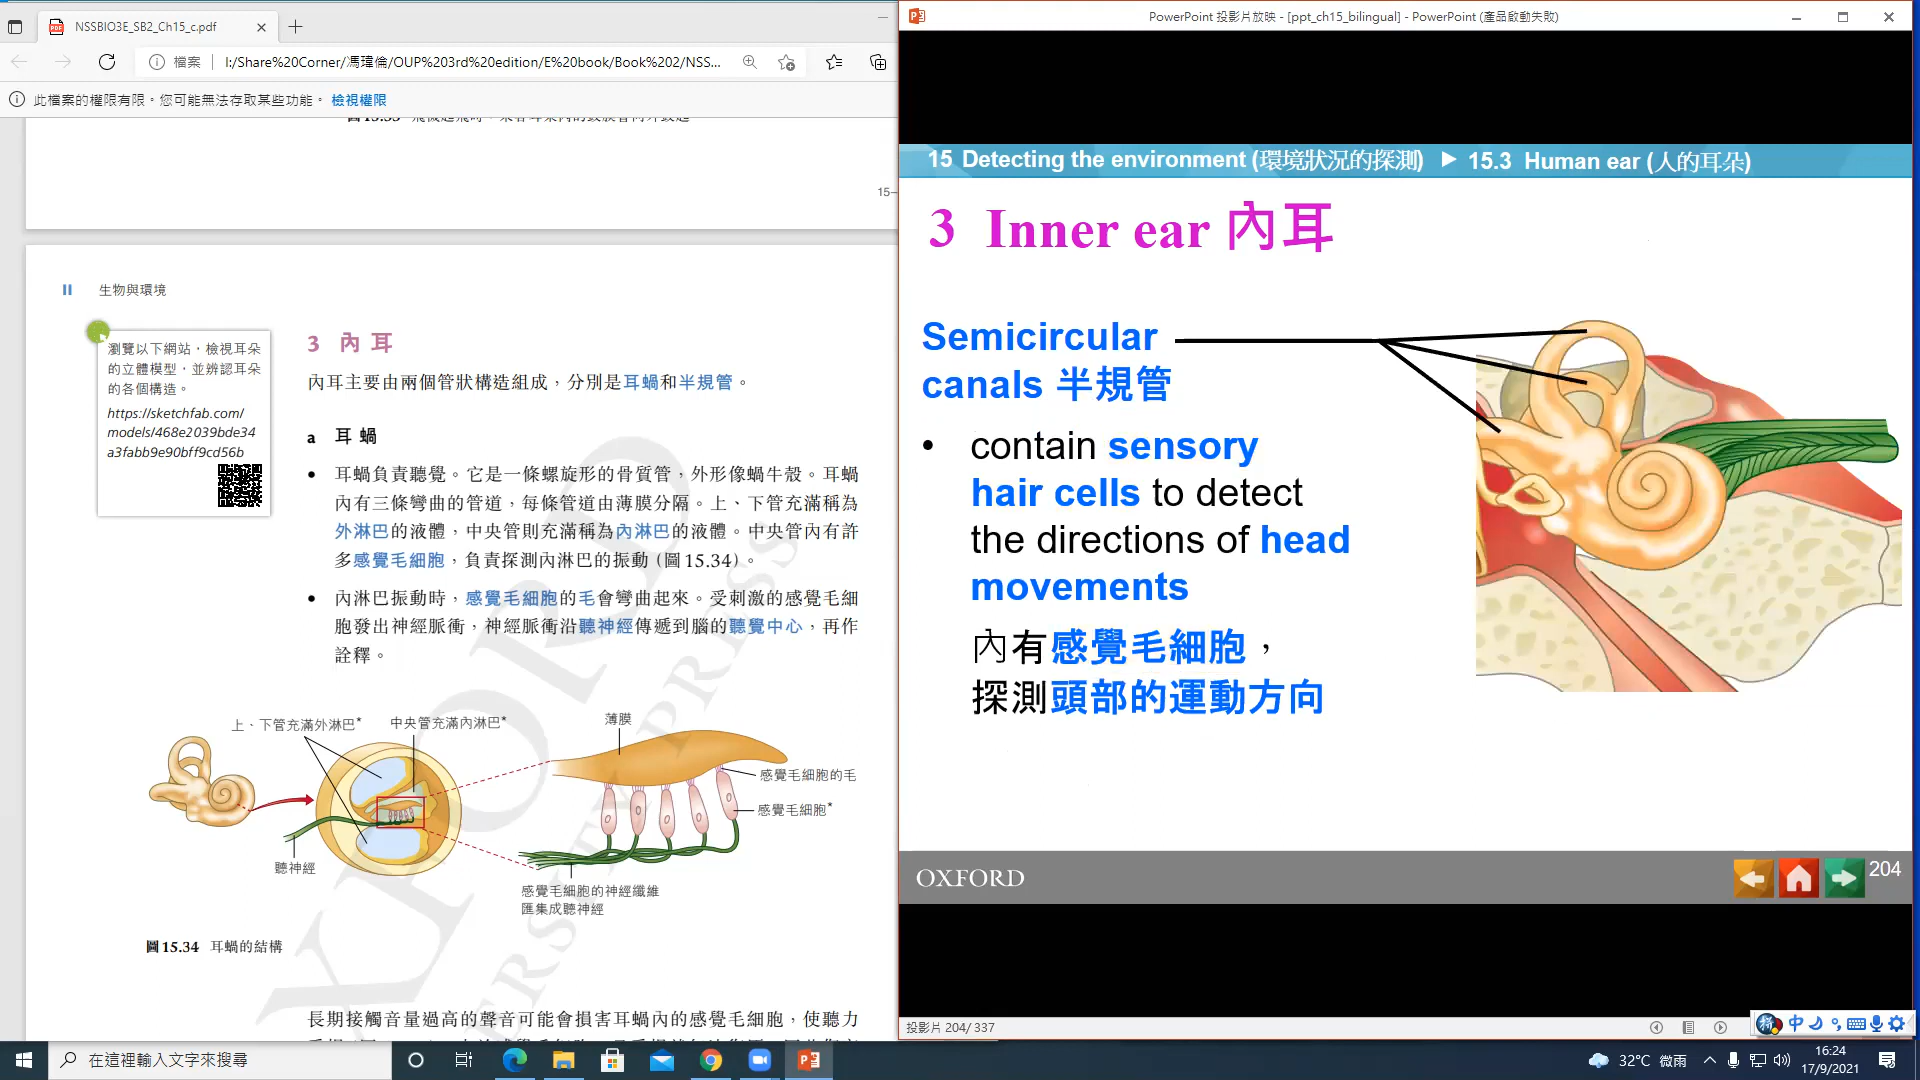 NSSBIO3E_SB2_Ch15_c.pdf
檔案
I:/Share%20Corner/馮瑋倫/OUP%203rd%20edition/E%20book/Book%202/NSS...
此檔案的權限有限。您可能無法存取某些功能。 檢視權限
15–
II 生物與環境
瀏覽以下網站，檢視耳朵
的立體模型，並辨認耳朵
的各個構造。
https://sketchfab.com/
models/468e2039bde34
a3fabb9e90bff9cd56b
3 內耳
內耳主要由兩個管狀構造組成，分別是耳蝸和半規管。
a 耳蝸
• 耳蝸負責聽覺。它是一條螺旋形的骨質管，外形像蝸牛殼。耳蝸
內有三條彎曲的管道，每條管道由薄膜分隔。上、下管充滿稱為
外淋巴的液體，中央管則充滿稱為內淋巴的液體。中央管內有許
多感覺毛細胞，負責探測內淋巴的振動 (圖 15.34)。
• 內淋巴振動時，感覺毛細胞的毛會彎曲起來。受刺激的感覺毛細
胞發出神經脈衝，神經脈衝沿聽神經傳遞到腦的聽覺中心，再作
詮釋。
上、下管充滿外淋巴*
中央管充滿內淋巴*
薄膜
感覺毛細胞的毛
感覺毛細胞*
聽神經
感覺毛細胞的神經纖維
匯集成聽神經
圖 15.34 耳蝸的結構
長期接觸音量過高的聲音可能會損害耳蝸內的感覺毛細胞，使聽力
PowerPoint 投影片放映 - [ppt_ch15_bilingual] - PowerPoint (產品啟動失敗)
15 Detecting the environment (環境狀況的探測) ► 15.3 Human ear (人的耳朵)
3 Inner ear 內耳
Semicircular
canals 半規管
• contain sensory
hair cells to detect
the directions of head
movements
內有感覺毛細胞，
探測頭部的運動方向
OXFORD
204
投影片 204/ 337
中
在這裡輸入文字來搜尋
32°C 微雨
16:24
17/9/2021